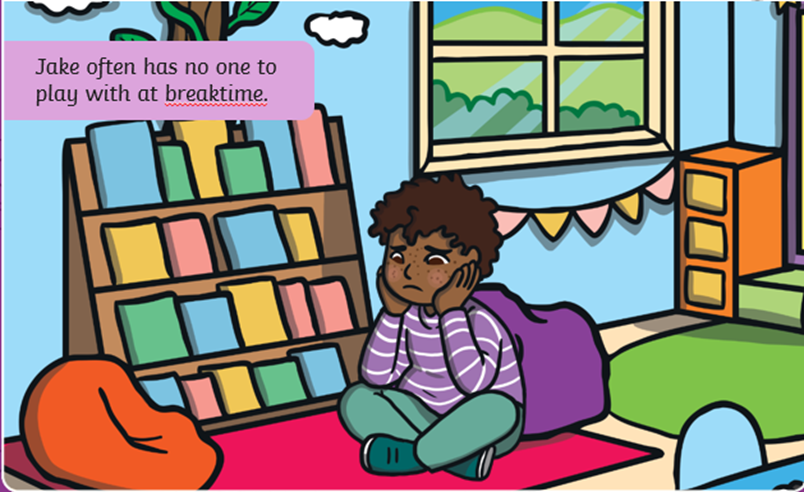 Jake often has no one to
play with at breaktime.